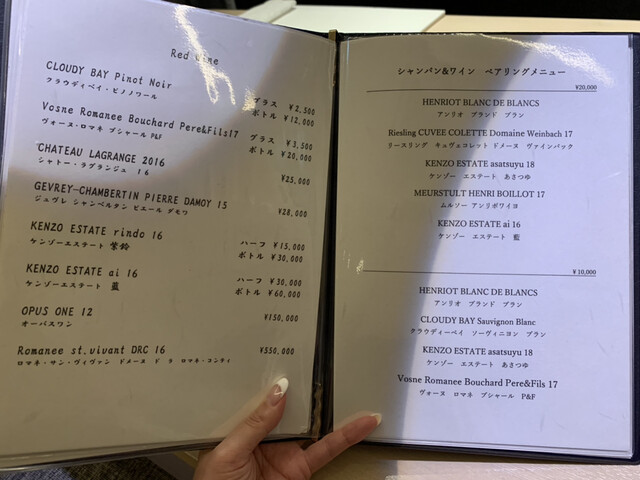 Red Wine
CLOUDY BAY Pinot Noir
クラウディベイ・ピノノワール
グラス ¥2,500
ボトル ¥12,000
Vosne Romanee Bouchard Pere&Fils17
ヴォーヌ・ロマネ ブシャール P&F
グラス ¥3,500
ボトル ¥20,000
CHATEAU LAGRANGE 2016
シャトー・ラグランジュ 16
¥25,000
GEVREY-CHAMBERTIN PIERRE DAMOY 15
ジュヴレ シャンベルタン ピエール ダモワ
¥28,000
KENZO ESTATE rindo 16
ケンゾーエステート 紫鈴
ハーフ ¥15,000
ボトル ¥30,000
KENZO ESTATE ai 16
ケンゾーエステート 藍
ハーフ ¥30,000
ボトル ¥60,000
OPUS ONE 12
オーパスワン
¥150,000
Romanee st.vivant DRC 16
ロマネ・サン・ヴィヴァン ドメーヌ ド ラ ロマネ・コンティ
¥550,000
シャンパン&ワイン ペアリングメニュー
¥20,000
HENRIOT BLANC DE BLANCS
アンリオ ブランド ブラン
Riesling CUVEE COLETTE Domaine Weinbach 17
リースリング キュヴェコレット ドメーヌ ヴァインバック
KENZO ESTATE asatsuyu 18
ケンゾー エステート あさつゆ
MEURSTULT HENRI BOILLOT 17
ムルソー アンリボワイヨ
KENZO ESTATE ai 16
ケンゾー エステート 藍
¥10,000
HENRIOT BLANC DE BLANCS
アンリオ ブランド ブラン
CLOUDY BAY Sauvignon Blanc
クラウディーベイ ソーヴィニヨン ブラン
KENZO ESTATE asatsuyu 18
ケンゾー エステート あさつゆ
Vosne Romanee Bouchard Pere&Fils 17
ヴォーヌ ロマネ ブシャール P&F